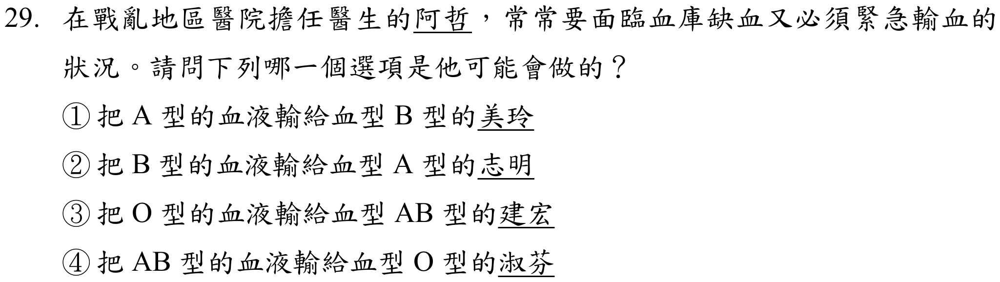 29. 在戰亂地區醫院擔任醫生的阿哲，常常要面臨血庫缺血又必須緊急輸血的
狀況。請問下列哪一個選項是他可能會做的？
①把 A 型的血液輸給血型 B 型的美玲
②把 B 型的血液輸給血型 A 型的志明
③把 O 型的血液輸給血型 AB 型的建宏
④把 AB 型的血液輸給血型 O 型的淑芬